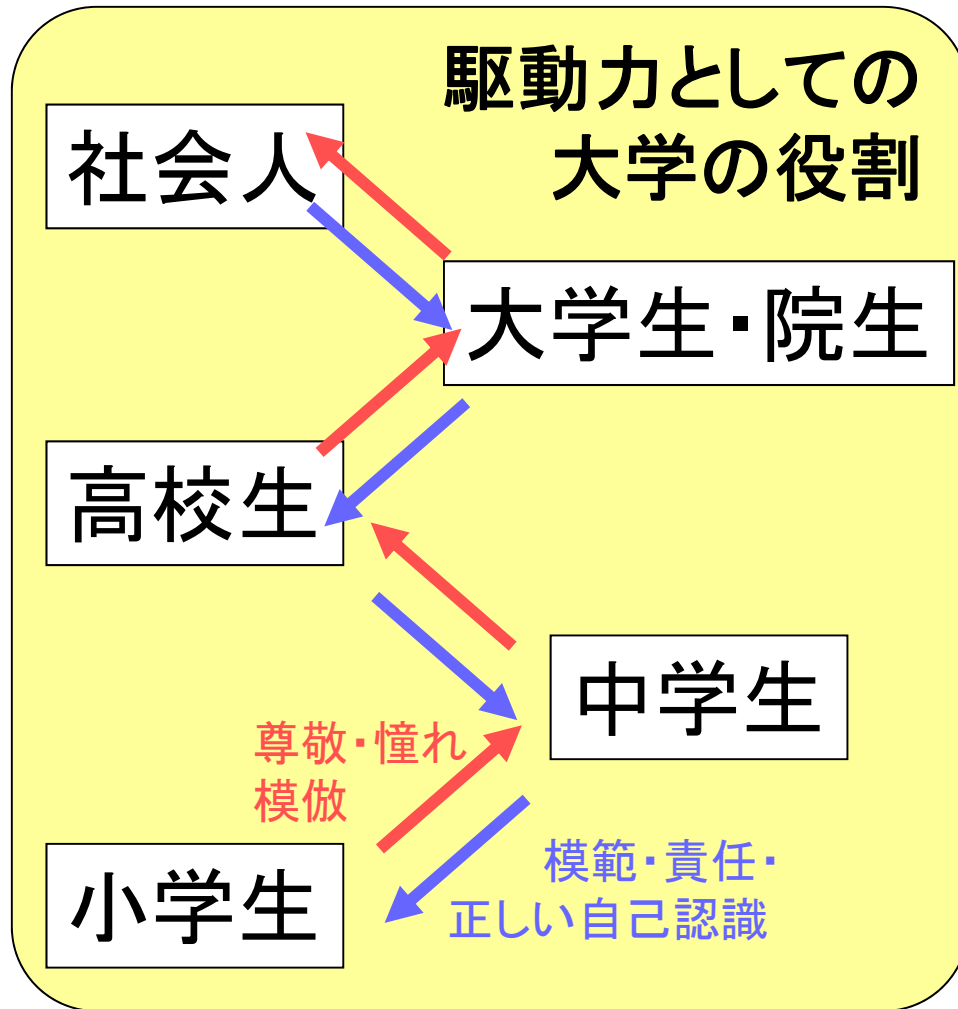 駆動力としての
大学の役割
社会人
大学生・院生
高校生
中学生
尊敬・憧れ
模倣
小学生
模範・責任・
正しい自己認識